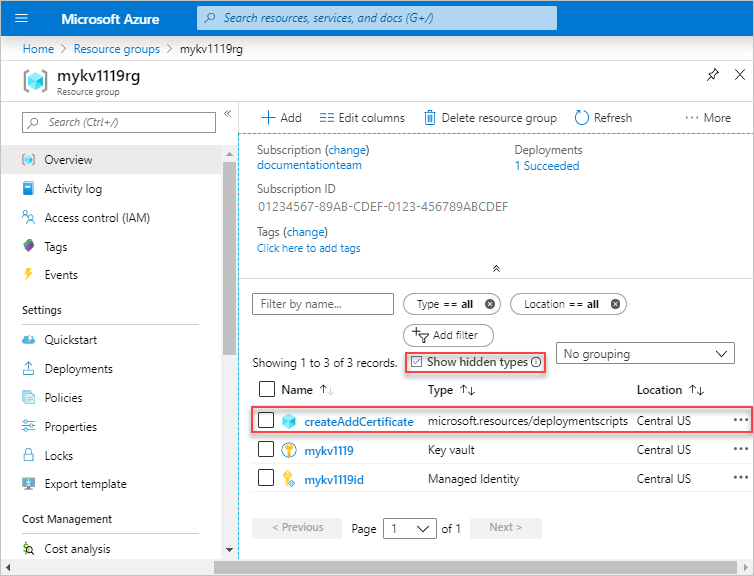 Microsoft Azure
Search resources, services, and docs (G+/)
Home > Resource groups > mykv1119rg
mykv1119rg
Resource group
Search (Ctrl+/)
«
Add
Edit columns
Delete resource group
Refresh
··· More
Overview
Activity log
Access control (IAM)
Tags
Events
Settings
Quickstart
Deployments
Policies
Properties
Locks
Export template
Cost Management
Cost analysis
Subscription (change)
documentationteam
Deployments
1 Succeeded
Subscription ID
01234567-89AB-CDEF-0123-456789ABCDEF
Tags (change)
Click here to add tags
Filter by name...
Type == all
Location == all
Add filter
Showing 1 to 3 of 3 records.
Show hidden types
No grouping
Name ↑↓ Type ↑↓ Location ↑↓
createAddCertificate microsoft.resources/deploymentscripts Central US ···
mykv1119 Key vault Central US ···
mykv1119id Managed Identity Central US ···
< Previous Page 1 of 1 Next >